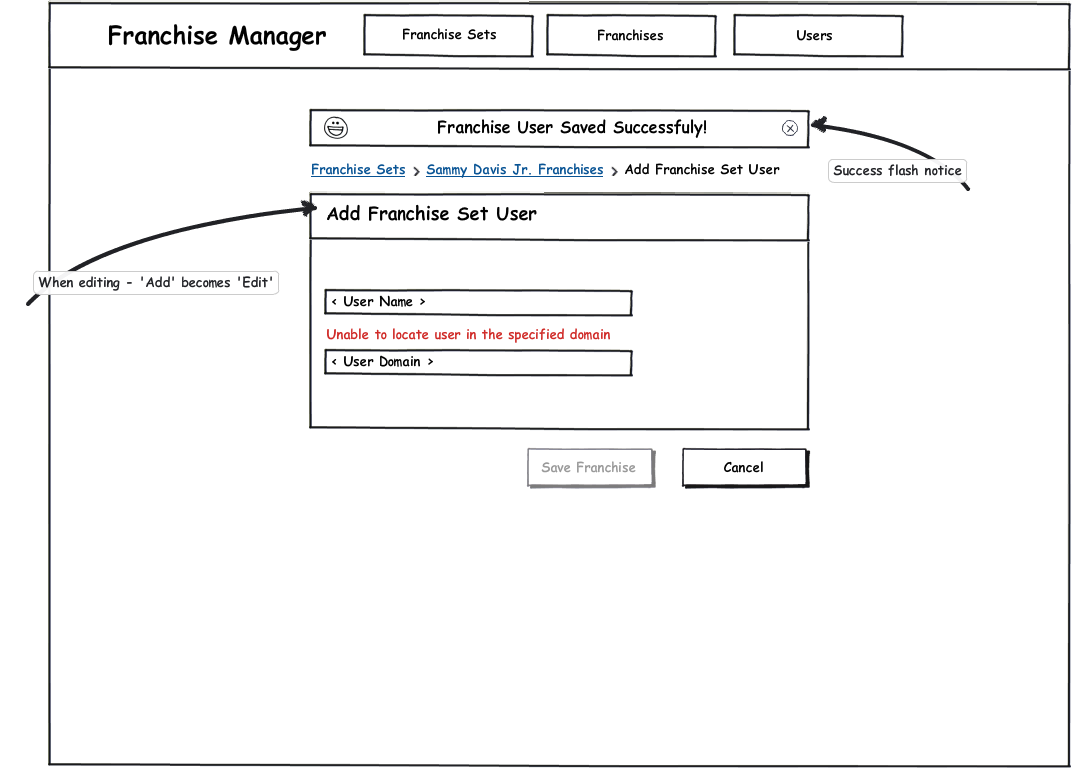 Franchise Manager
Franchise Sets
Franchises
Users
Franchise User Saved Successfuly!
Success flash notice
Franchise Sets > Sammy Davis Jr. Franchises > Add Franchise Set User
Add Franchise Set User
When editing - 'Add' becomes 'Edit'
< User Name >
Unable to locate user in the specified domain
< User Domain >
Save Franchise
Cancel